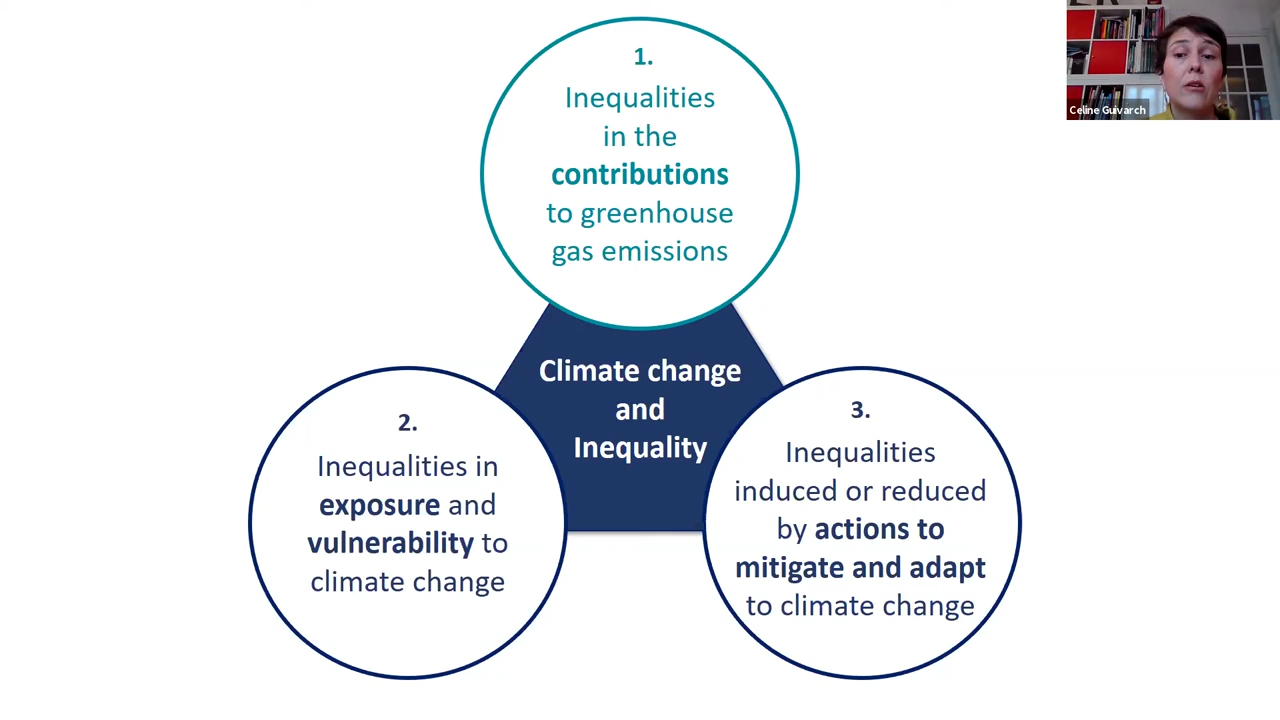 1.
Inequalities
in the
contributions
to greenhouse
gas emissions
Climate change
and
Inequality
2.
Inequalities in
exposure and
vulnerability to
climate change
3.
Inequalities
induced or reduced
by actions to
mitigate and adapt
to climate change
Celine Guivarch